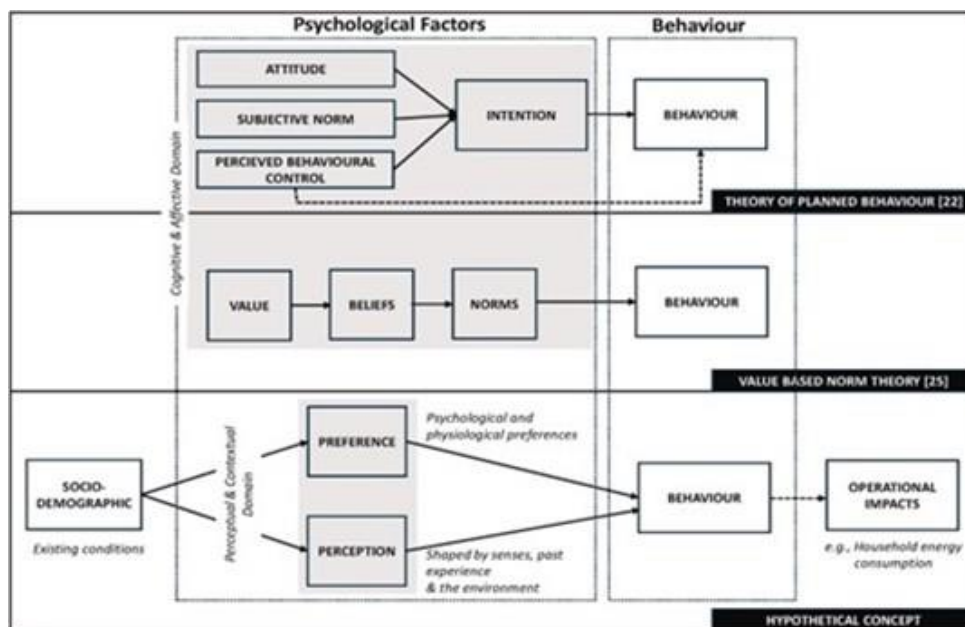 Psychological Factors
Behaviour
Cognitive & Affective Domain
ATTITUDE
SUBJECTIVE NORM
PERCIEVED BEHAVIOURAL
CONTROL
INTENTION
BEHAVIOUR
THEORY OF PLANNED BEHAVIOUR [22]
VALUE
BELIEFS
NORMS
BEHAVIOUR
VALUE BASED NORM THEORY [25]
SOCIO-
DEMOGRAPHIC
Existing conditions
Perceptual & Contextual
Domain
PREFERENCE
Psychological and
physiological preferences
PERCEPTION
Shaped by senses, past
experience
& the environment
BEHAVIOUR
OPERATIONAL
IMPACTS
e.g., Household energy
consumption
HYPOTHETICAL CONCEPT